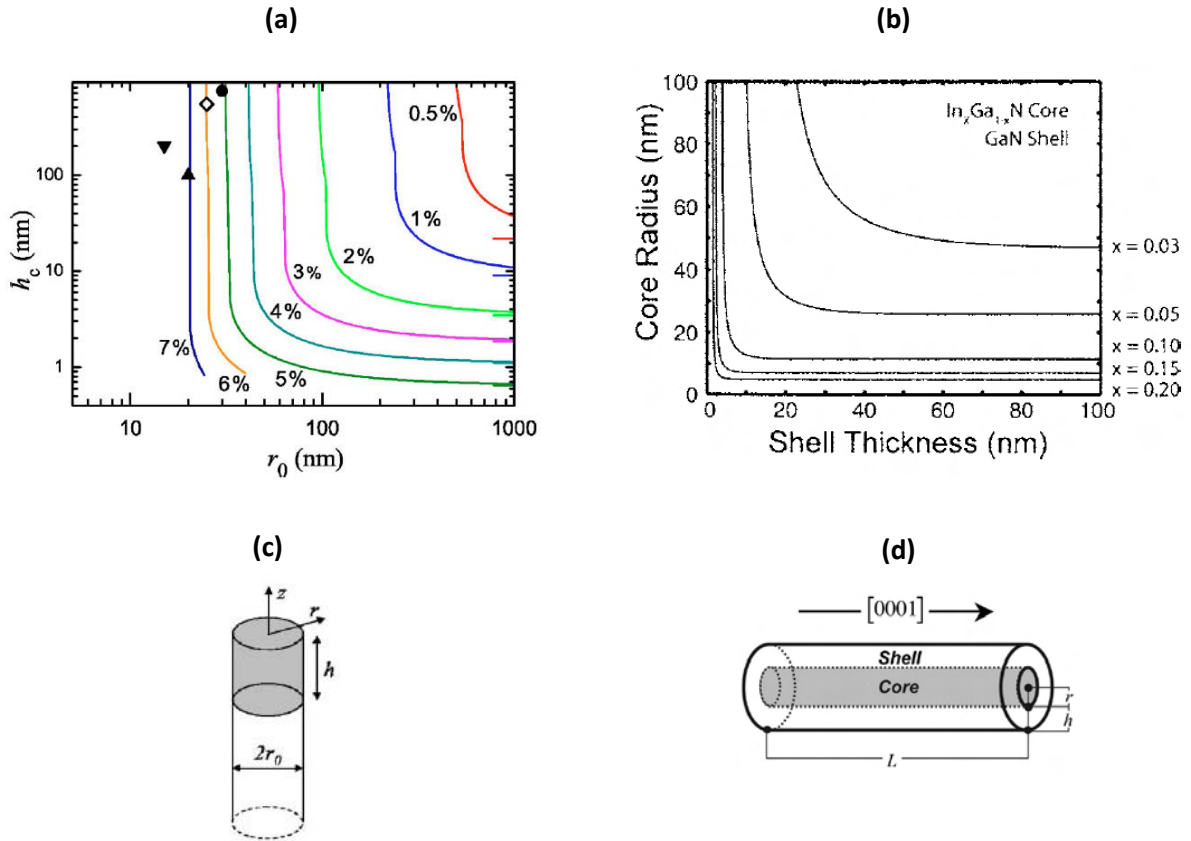 (a)
h_c (nm)
100
10
1
7%
6%
5%
4%
3%
2%
1%
0.5%
10
100
1000
r_0 (nm)
(b)
Core Radius (nm)
100
80
60
40
20
0
In_xGa_{1-x}N Core
GaN Shell
x = 0.03
x = 0.05
x = 0.10
x = 0.15
x = 0.20
0
20
40
60
80
100
Shell Thickness (nm)
(c)
z
r
h
2r_0
(d)
[0001]
Shell
Core
r
h
L